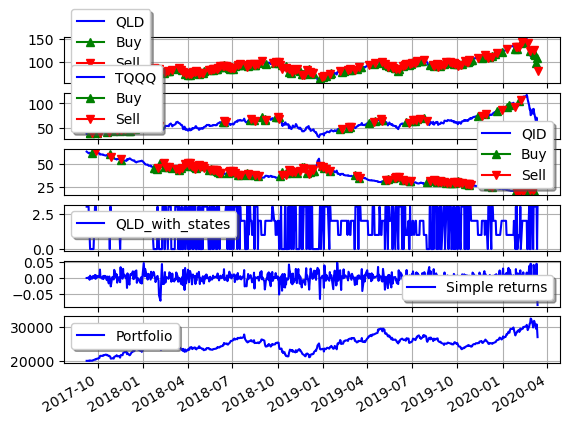 QLD
Buy
Sell
150
100
TQQQ
Buy
Sell
100
50
QID
Buy
Sell
50
25
QLD_with_states
2.5
0.0
0.05
0.00
−0.05
Simple returns
30000
20000
Portfolio
2017-10
2018-01
2018-04
2018-07
2018-10
2019-01
2019-04
2019-07
2019-10
2020-01
2020-04